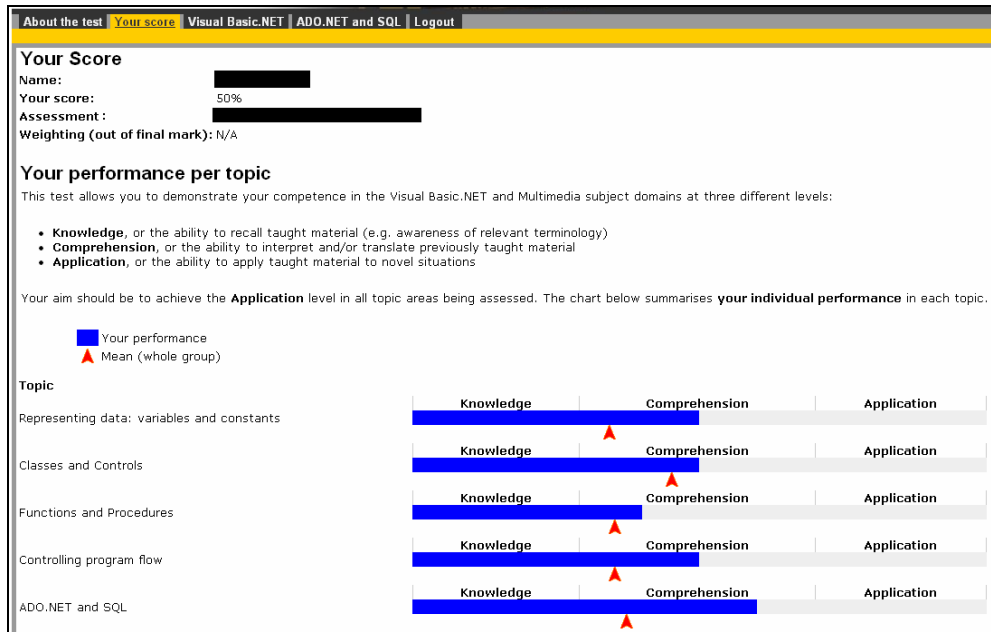 About the test Your score Visual Basic.NET ADO.NET and SQL Logout
Your Score
Name:
Your score: 50%
Assessment :
Weighting (out of final mark): N/A
Your performance per topic
This test allows you to demonstrate your competence in the Visual Basic.NET and Multimedia subject domains at three different levels:
• Knowledge, or the ability to recall taught material (e.g. awareness of relevant terminology)
• Comprehension, or the ability to interpret and/or translate previously taught material
• Application, or the ability to apply taught material to novel situations
Your aim should be to achieve the Application level in all topic areas being assessed. The chart below summarises your individual performance in each topic.
Your performance
Mean (whole group)
Topic
Knowledge Comprehension Application
Representing data: variables and constants
Knowledge Comprehension Application
Classes and Controls
Knowledge Comprehension Application
Functions and Procedures
Knowledge Comprehension Application
Controlling program flow
Knowledge Comprehension Application
ADO.NET and SQL